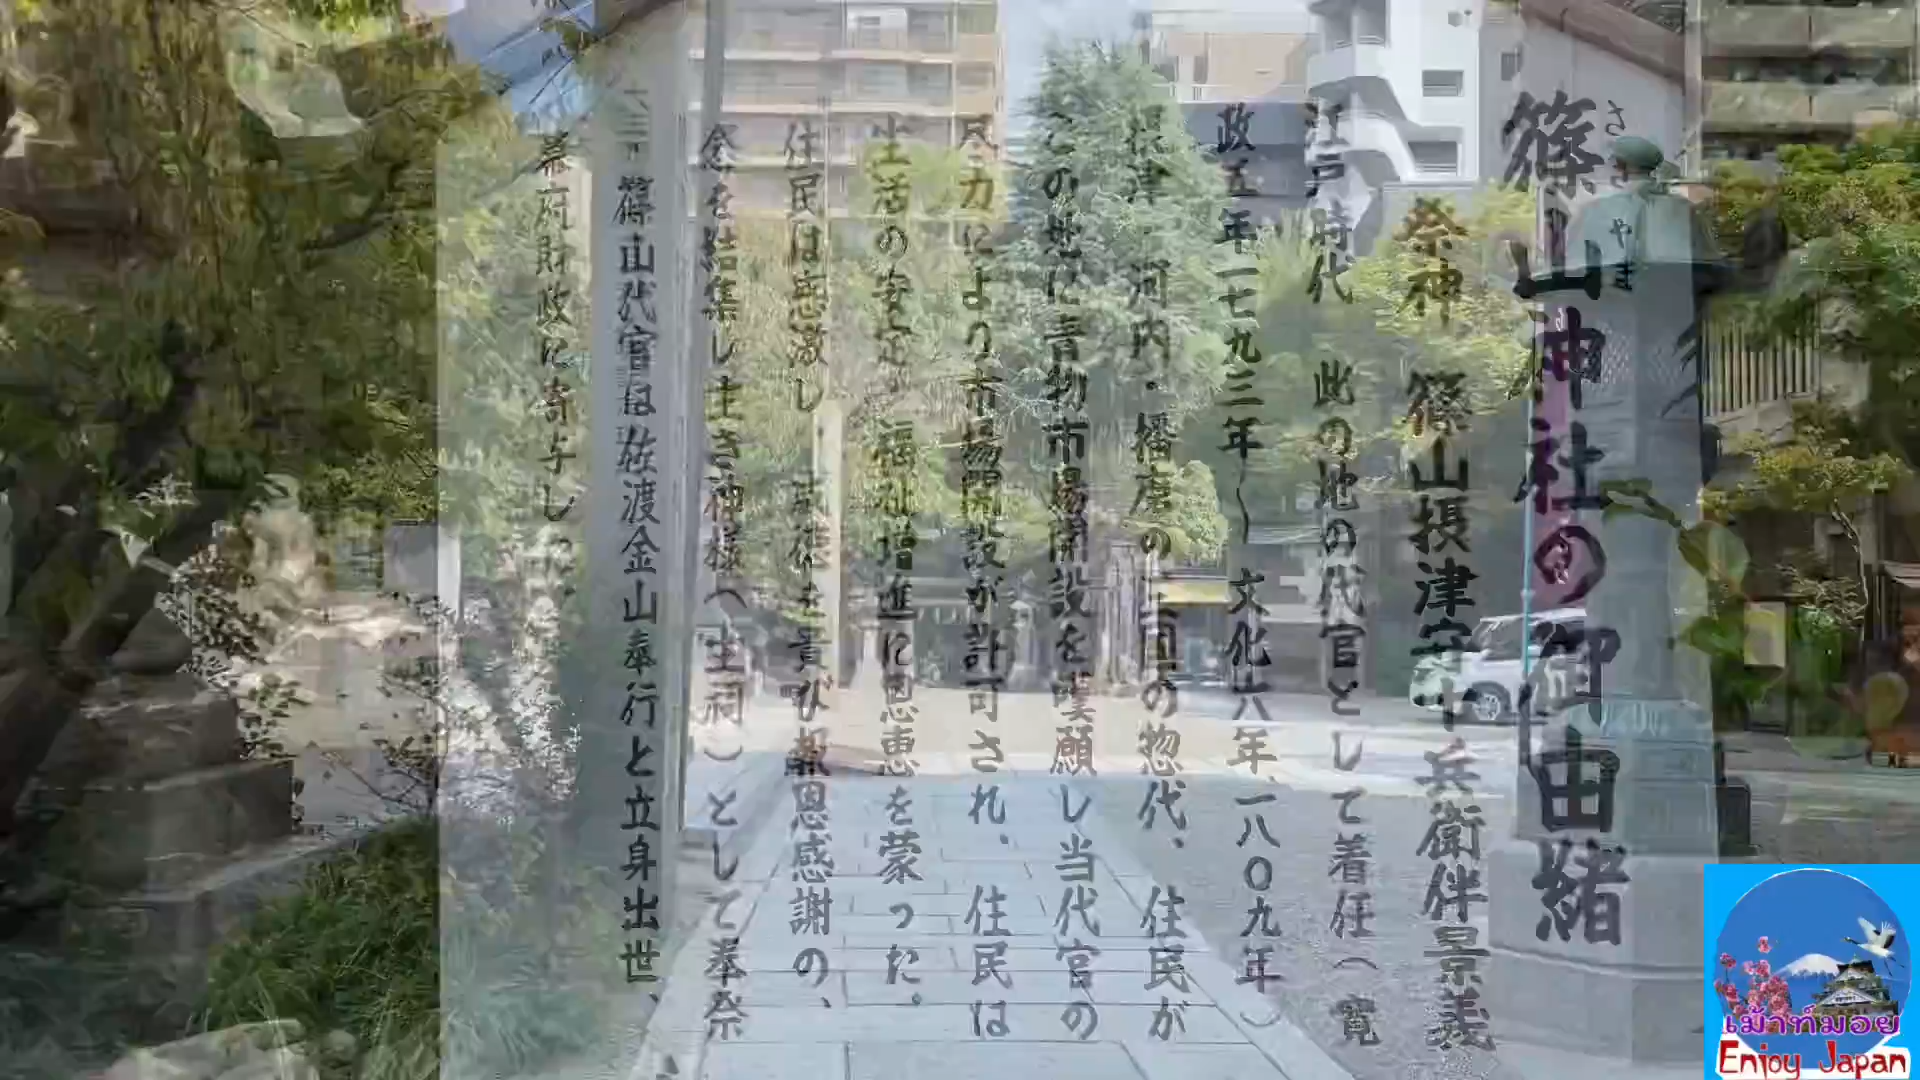 篠山神社の御由緒
さきやま
祭神 篠山摂津守十兵衛伴景義
江戸時代 此の地の代官として着任(寛
政五年一七九三年~文化六年、一八〇九年)
摂津・河内・播磨の三国の惣代、住民が
この地に青物市場開設を嘆願し当代官の
尽力により市場開設が許可され、住民は
生活の安定 福祉増進に恩恵を蒙った。
住民は感激し を貴び報恩感謝の、
念を結集し生き神様へ(生祠)として奉祭
篠山代官は佐渡金山奉行と立身出世、
幕府財政に寄与し
เม้าท์มอย
Enjoy Japan